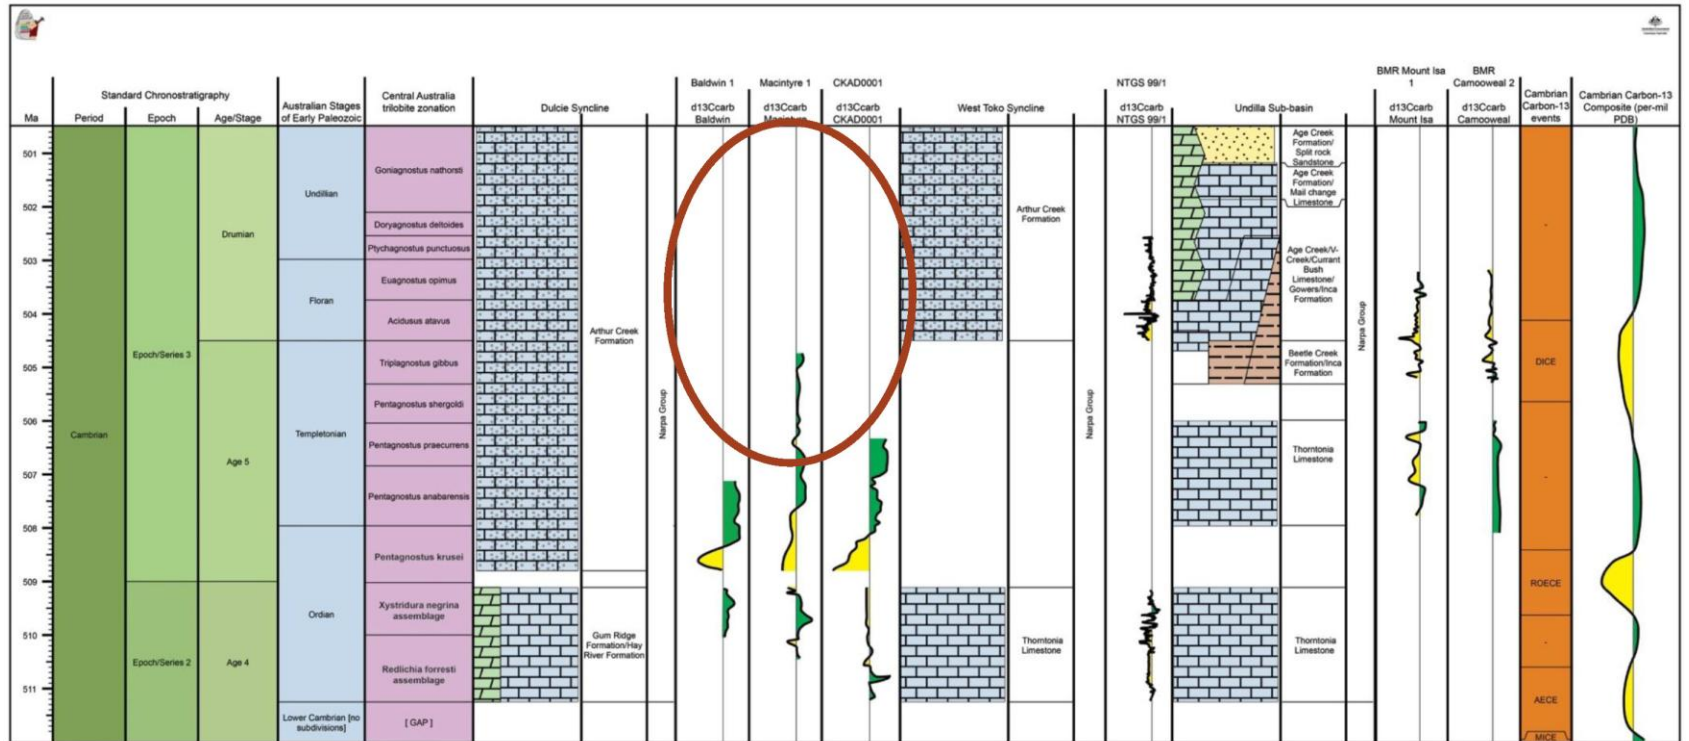 BMR Mount Isa
BMR
Baldwin 1
Macintyre 1
CKAD0001
NTGS 99/1
1
Camooweal 2
Cambrian
Cambrian Carbon-13
Standard Chronostratigraphy
Central Australia
Australian Stages
trilobite zonation
d13Ccarb
d13Ccarb
d13Ccarb
d13Ccarb
d13Ccarb
d13Ccarb
Carbon-13
Composite (per-mil
Ma
Period
Epoch
Age/Stage
of Early Paleozoic
Dulcie Syncline
Baldwin
CKAD0001
West Toko Syncline
NTGS 99/1
Undilla Sub-basin
Mount Isa
Camooweal
events
PDB)
501
502
503
504
505
506
507
508
509
510
511
Cambrian
Epoch/Series 3
Epoch/Series 2
Drumian
Age 5
Age 4
Undillian
Floran
Templetonian
Ordian
Lower Cambrian [no
subdivisions]
Goniagnostus nathorsti
Doryagnostus deltoides
Ptychagnostus punctuosus
Euagnostus opimus
Acidusus atavus
Triplagnostus gibbus
Pentagnostus shergoldi
Pentagnostus praecurrens
Pentagnostus anabarensis
Pentagnostus krusei
Xystridura negrina
assemblage
Redlichia forresti
assemblage
[ GAP ]
Arthur Creek
Formation
Gum Ridge
Formation/Hay
River Formation
Narpa Group
Arthur Creek
Formation
Thorntonia
Limestone
Narpa Group
Age Creek
Formation/
Split rock
Sandstone
Age Creek
Formation/
Mail change
Limestone
Age Creek/V-
Creek/Currant
Bush
Limestone/
Gowers/Inca
Formation
Beetle Creek
Formation/Inca
Formation
Thorntonia
Limestone
Thorntonia
Limestone
Narpa Group
-
DICE
-
ROECE
-
AECE
MICE